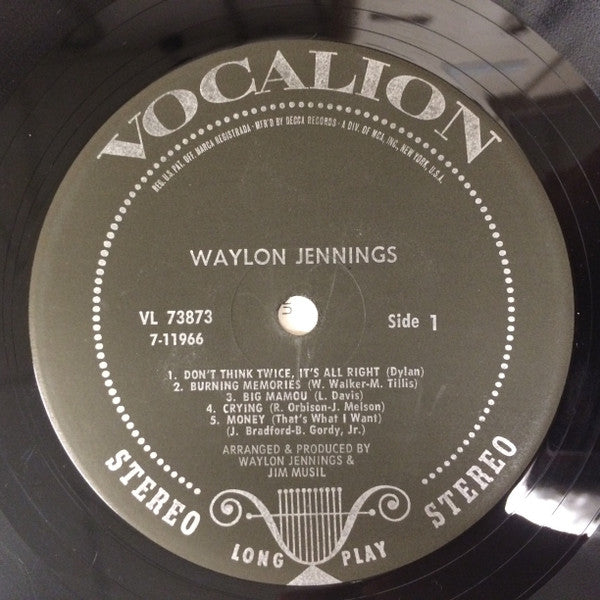 VOCALION
REG. U.S. PAT. OFF. MARCA REGISTRADA · MFR'D BY DECCA RECORDS · A DIV. OF MCA, INC., NEW YORK, U.S.A.
WAYLON JENNINGS
VL 73873
7-11966
Side 1
1. DON'T THINK TWICE, IT'S ALL RIGHT (Dylan)
2. BURNING MEMORIES (W. Walker-M. Tillis)
3. BIG MAMOU (L. Davis)
4. CRYING (R. Orbison-J. Melson)
5. MONEY (That's What I Want)
(J. Bradford-B. Gordy, Jr.)
ARRANGED & PRODUCED BY
WAYLON JENNINGS &
JIM MUSIL
STEREO
STEREO
LONG PLAY